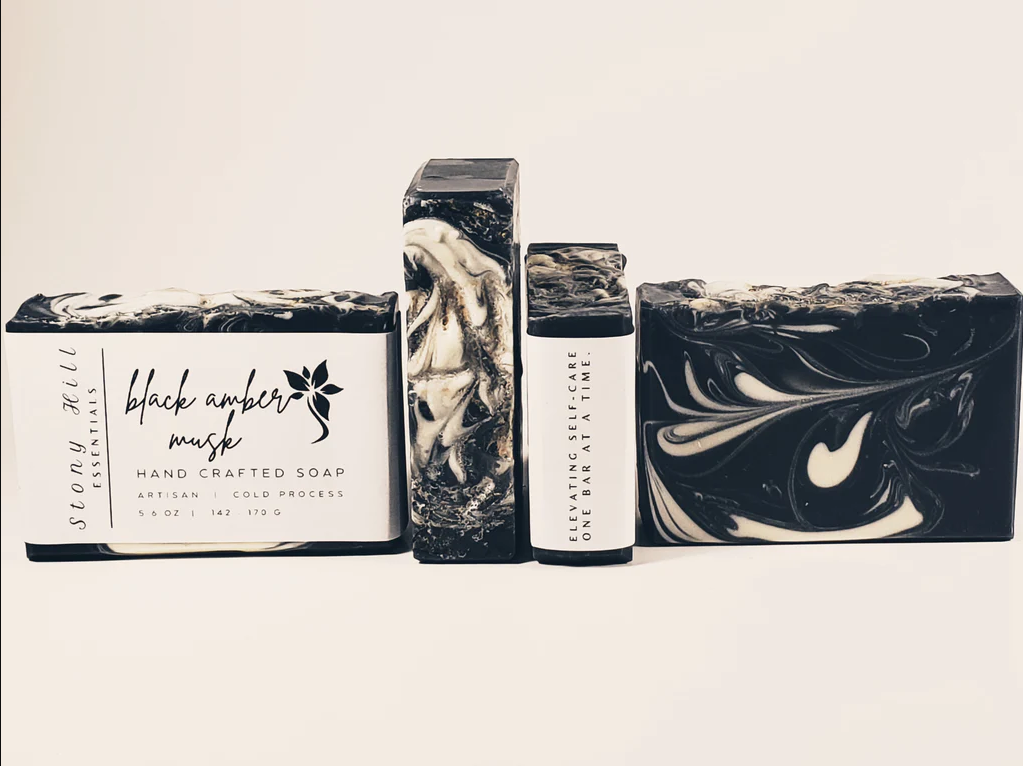 Stony Hill
ESSENTIALS
black amber
musk
HAND CRAFTED SOAP
ARTISAN | COLD PROCESS
5 6 OZ | 142 170 G
ELEVATING SELF-CARE
ONE BAR AT A TIME.